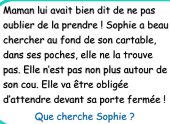 Maman lui avait bien dit de ne pas
oublier de la prendre ! Sophie a beau
chercher au fond de son cartable,
dans ses poches, elle ne la trouve
pas. Elle n'est pas non plus autour de
son cou. Elle va être obligée
d'attendre devant sa porte fermée !
Que cherche Sophie ?